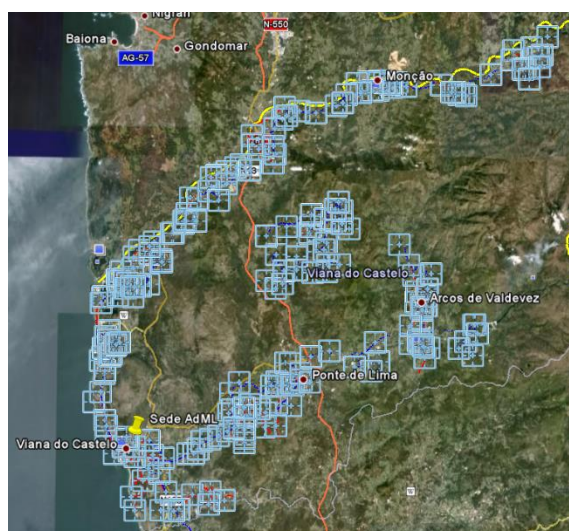 Nigrán
N-550
Baiona
Gondomar
AG-57
Monção
3
Viana do Castelo
Arcos de Valdevez
Ponte de Lima
Sede AdML
Viana do Castelo